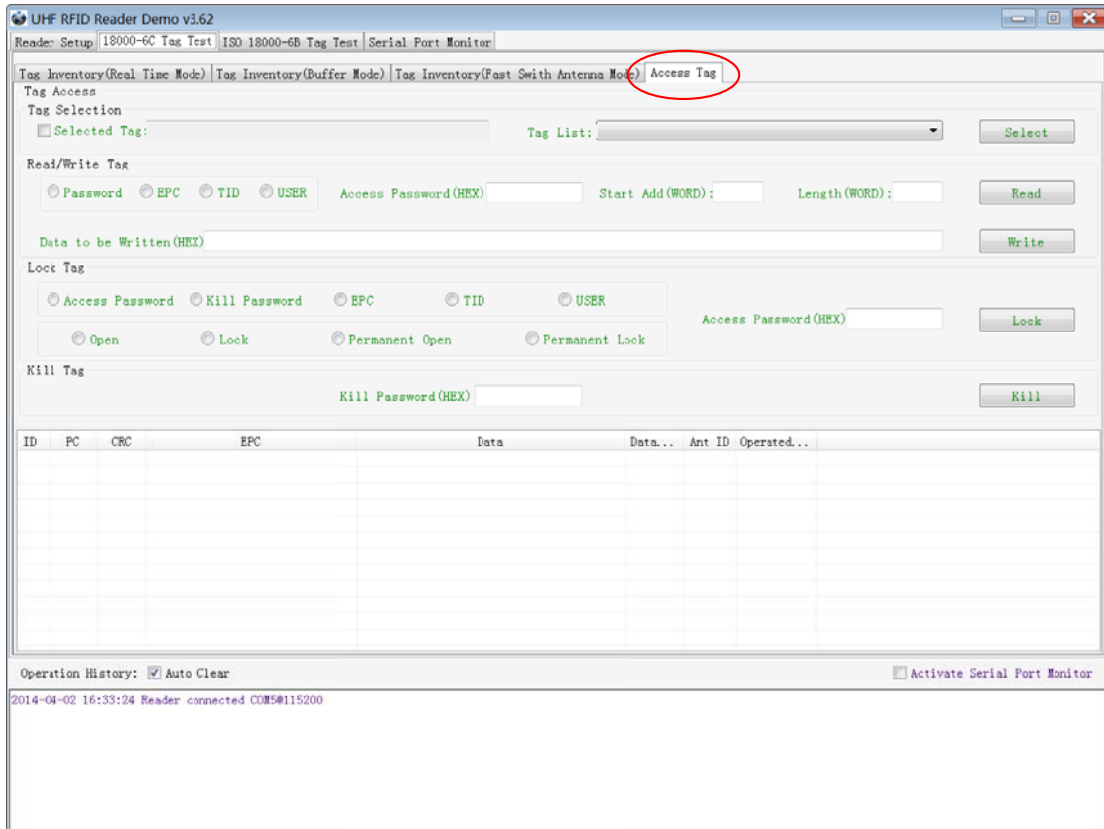 UHF RFID Reader Demo v3.62
Reader Setup 18000-6C Tag Test ISO 18000-6B Tag Test Serial Port Monitor
Tag Inventory(Real Time Mode) Tag Inventory(Buffer Mode) Tag Inventory(Fast Swith Antenna Mode) Access Tag
Tag Access
Tag Selection
Selected Tag: Tag List: Select
Read/Write Tag
Password EPC TID USER Access Password(HEX) Start Add(WORD): Length(WORD): Read
Data to be Written(HEX) Write
Lock Tag
Access Password Kill Password EPC TID USER
Access Password(HEX) Lock
Open Lock Permanent Open Permanent Lock
Kill Tag
Kill Password(HEX) Kill
ID PC CRC EPC Data Data... Ant ID Operated...
Operation History: Auto Clear Activate Serial Port Monitor
2014-04-02 16:33:24 Reader connected COM5@115200